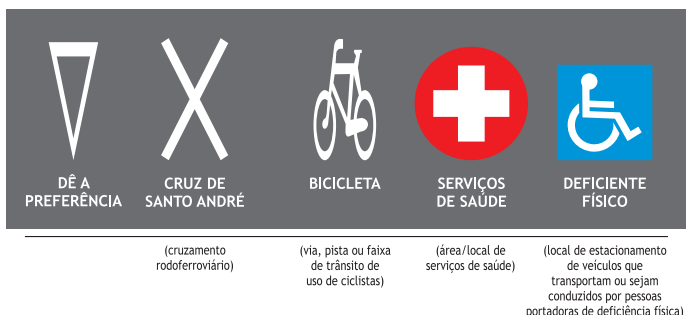 DÊ A
PREFERÊNCIA
CRUZ DE
SANTO ANDRÉ
BICICLETA
SERVIÇOS
DE SAÚDE
DEFICIENTE
FÍSICO
(cruzamento
rodoferroviário)
(via, pista ou faixa
de trânsito de
uso de ciclistas)
(área/local de
serviços de saúde)
(local de estacionamento
de veículos que
transportam ou sejam
conduzidos por pessoas
portadoras de deficiência física)